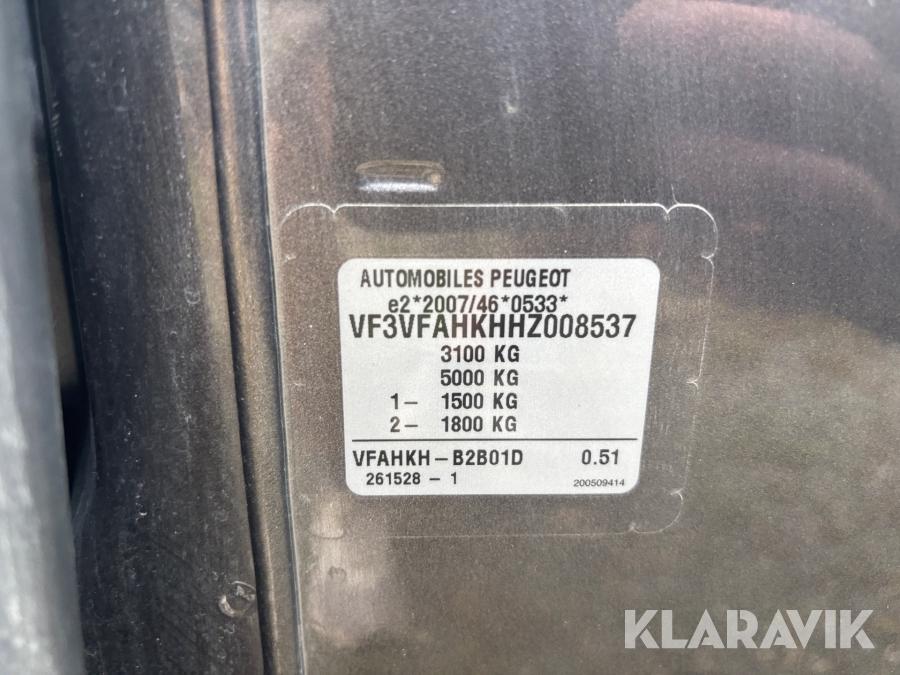 AUTOMOBILES PEUGEOT
e2*2007/46*0533*
VF3VFAHKHHZ008537
3100 KG
5000 KG
1- 1500 KG
2- 1800 KG
VFAHKH-B2B01D 0.51
261528 - 1 200509414
KLARAVIK